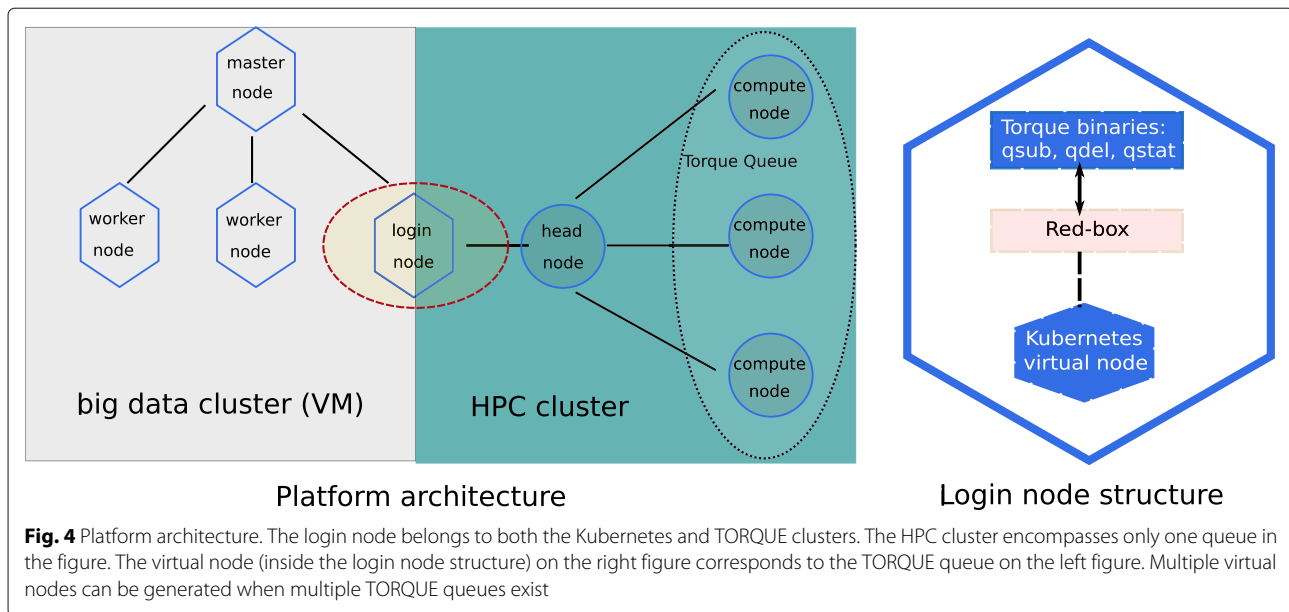 master
node
worker
node
worker
node
login
node
head
node
compute
node
Torque Queue
compute
node
compute
node
big data cluster (VM)
HPC cluster
Platform architecture
Torque binaries:
qsub, qdel, qstat
Red-box
Kubernetes
virtual node
Login node structure
Fig. 4 Platform architecture. The login node belongs to both the Kubernetes and TORQUE clusters. The HPC cluster encompasses only one queue in
the figure. The virtual node (inside the login node structure) on the right figure corresponds to the TORQUE queue on the left figure. Multiple virtual
nodes can be generated when multiple TORQUE queues exist